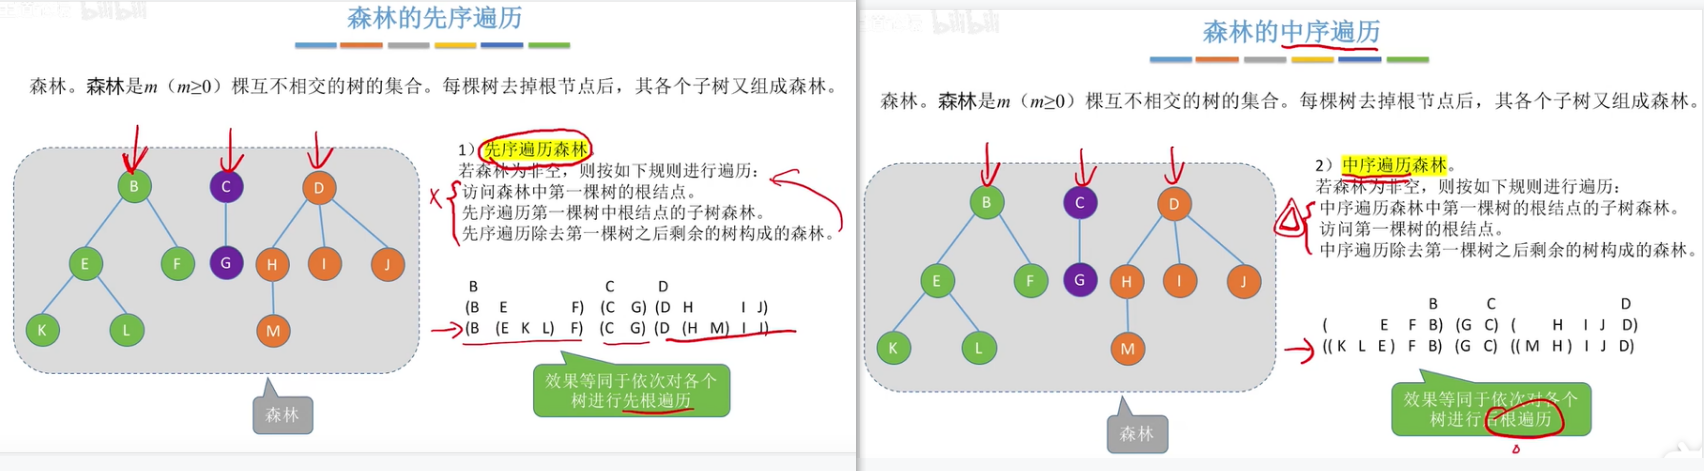 bilibili
森林的先序遍历
森林。森林是m（m≥0）棵互不相交的树的集合。每棵树去掉根节点后，其各个子树又组成森林。
B
C
D
E
F
G
H
I
J
K
L
M
1）先序遍历森林
若森林为非空，则按如下规则进行遍历：
访问森林中第一棵树的根结点。
先序遍历第一棵树中根结点的子树森林。
先序遍历除去第一棵树之后剩余的树构成的森林。
B C D
(B E F) (C G) (D H I J)
(B (E K L) F) (C G) (D (H M) I J)
效果等同于依次对各个
树进行先根遍历
森林
bilibili
森林的中序遍历
森林。森林是m（m≥0）棵互不相交的树的集合。每棵树去掉根节点后，其各个子树又组成森林。
B
C
D
E
F
G
H
I
J
K
L
M
2）中序遍历森林。
若森林为非空，则按如下规则进行遍历：
中序遍历森林中第一棵树的根结点的子树森林。
访问第一棵树的根结点。
中序遍历除去第一棵树之后剩余的树构成的森林。
B C D
( E F B) (G C) ( H I J D)
(( K L E ) F B) (G C) (( M H ) I J D)
效果等同于依次对各个
树进行后根遍历
森林